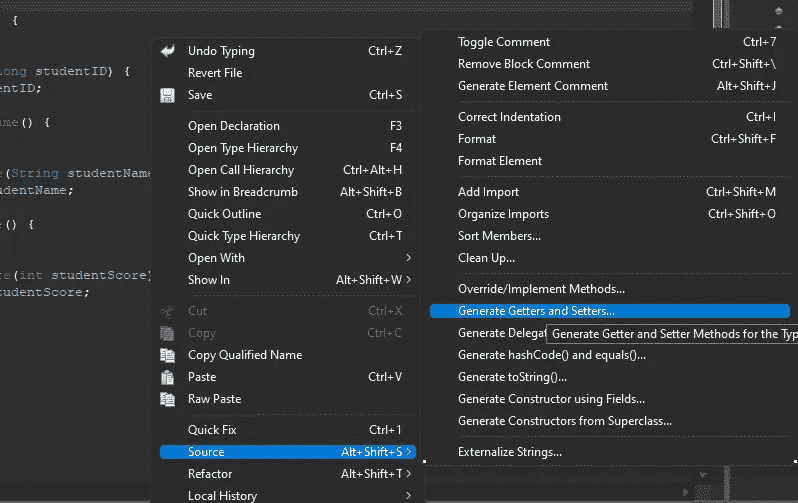 {
ong studentID) {
entID;
ame() {
e(String studentName
udentName;
e() {
re(int studentScore)
tudentScore;
Undo Typing Ctrl+Z
Revert File
Save Ctrl+S
Open Declaration F3
Open Type Hierarchy F4
Open Call Hierarchy Ctrl+Alt+H
Show in Breadcrumb Alt+Shift+B
Quick Outline Ctrl+O
Quick Type Hierarchy Ctrl+T
Open With >
Show In Alt+Shift+W >
Cut Ctrl+X
Copy Ctrl+C
Copy Qualified Name
Paste Ctrl+V
Raw Paste
Quick Fix Ctrl+1
Source Alt+Shift+S >
Refactor Alt+Shift+T >
Local History >
Toggle Comment Ctrl+7
Remove Block Comment Ctrl+Shift+\
Generate Element Comment Alt+Shift+J
Correct Indentation Ctrl+I
Format Ctrl+Shift+F
Format Element
Add Import Ctrl+Shift+M
Organize Imports Ctrl+Shift+O
Sort Members...
Clean Up...
Override/Implement Methods...
Generate Getters and Setters...
Generate Delegat
Generate Getter and Setter Methods for the Typ
Generate hashCode() and equals()...
Generate toString()...
Generate Constructor using Fields...
Generate Constructors from Superclass...
Externalize Strings...